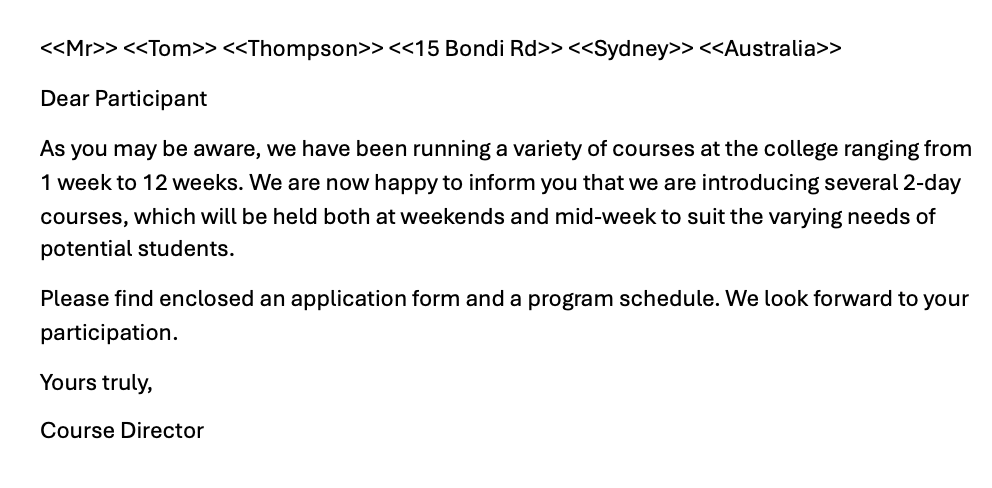 <<Mr>> <<Tom>> <<Thompson>> <<15 Bondi Rd>> <<Sydney>> <<Australia>>
Dear Participant
As you may be aware, we have been running a variety of courses at the college ranging from
1 week to 12 weeks. We are now happy to inform you that we are introducing several 2-day
courses, which will be held both at weekends and mid-week to suit the varying needs of
potential students.
Please find enclosed an application form and a program schedule. We look forward to your
participation.
Yours truly,
Course Director